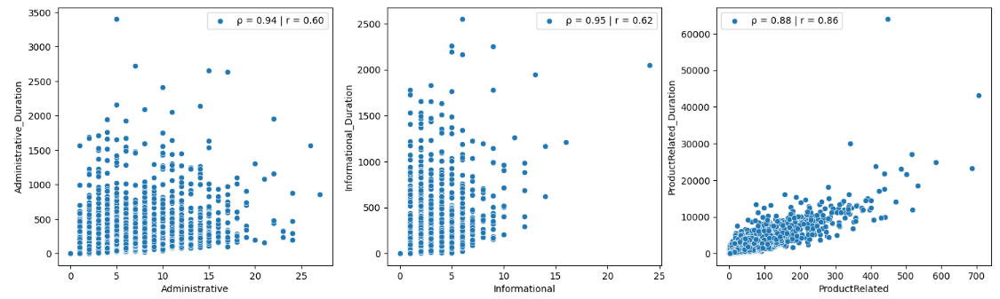 ρ = 0.94 | r = 0.60
3500
3000
2500
2000
1500
1000
500
0
Administrative_Duration
0 5 10 15 20 25
Administrative
ρ = 0.95 | r = 0.62
2500
2000
1500
1000
500
0
Informational_Duration
0 5 10 15 20 25
Informational
ρ = 0.88 | r = 0.86
60000
50000
40000
30000
20000
10000
0
ProductRelated_Duration
0 100 200 300 400 500 600 700
ProductRelated